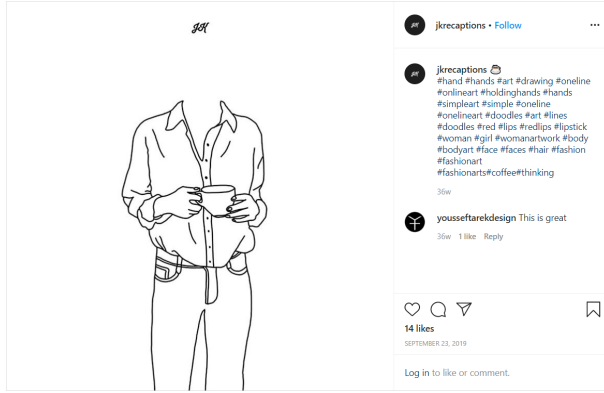 JK
jkrecaptions • Follow
jkrecaptions
#hand #hands #art #drawing #oneline
#onlineart #holdinghands #hands
#simpleart #simple #oneline
#onelineart #doodles #art #lines
#doodles #red #lips #redlips #lipstick
#woman #girl #womanartwork #body
#bodyart #face #faces #hair #fashion
#fashionart
#fashionarts#coffee#thinking
36w
yousseftarekdesign This is great
36w 1 like Reply
14 likes
SEPTEMBER 23, 2019
Log in to like or comment.